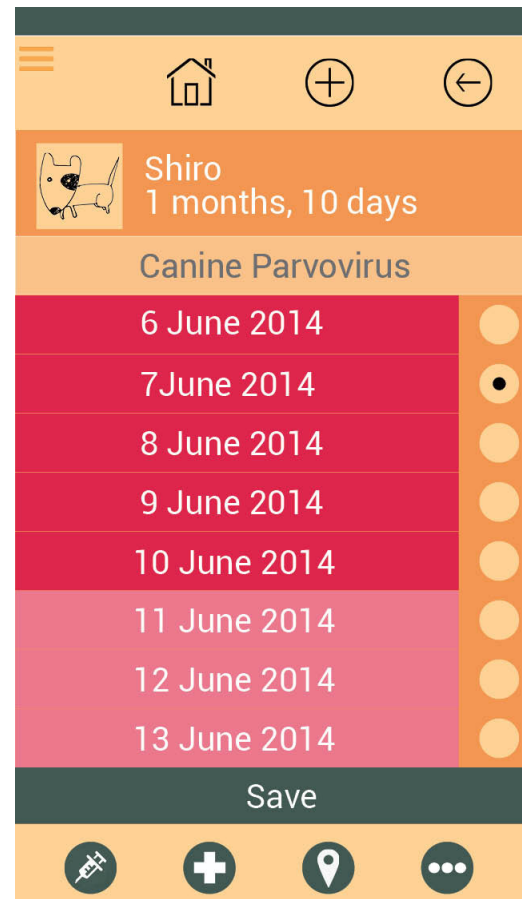 Shiro
1 months, 10 days
Canine Parvovirus
6 June 2014
7June 2014
8 June 2014
9 June 2014
10 June 2014
11 June 2014
12 June 2014
13 June 2014
Save